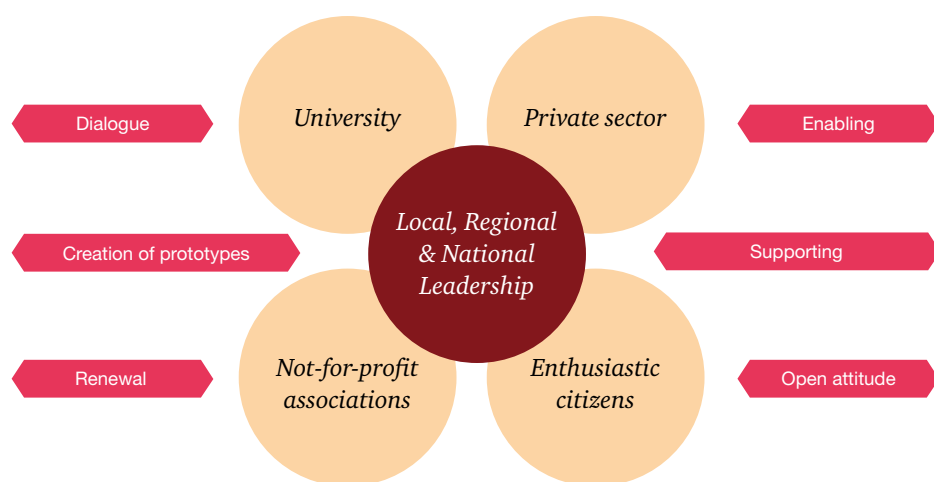 University
Private sector
Dialogue
Enabling
Local, Regional
& National
Leadership
Creation of prototypes
Supporting
Not-for-profit
associations
Enthusiastic
citizens
Renewal
Open attitude